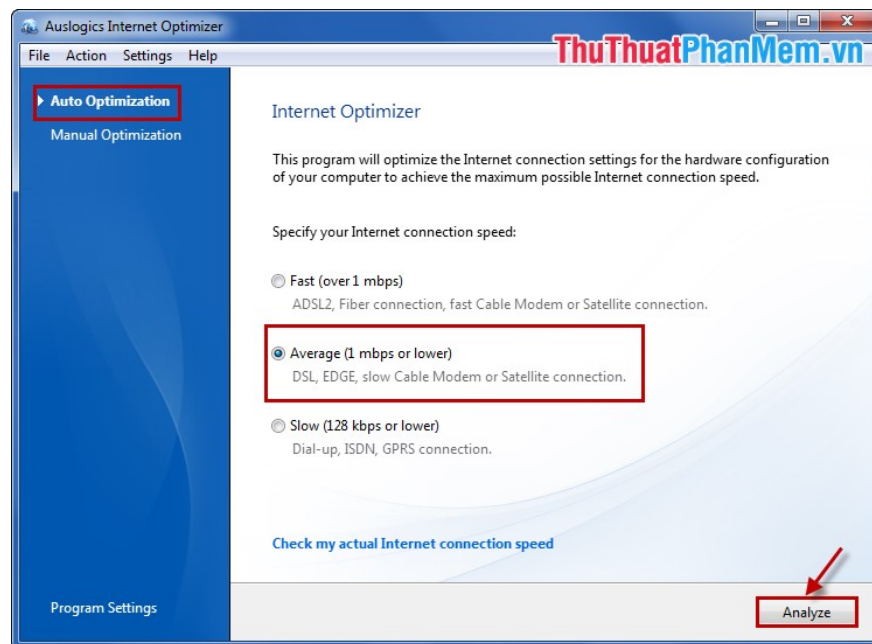 Auslogics Internet Optimizer
File Action Settings Help
ThuThuatPhanMem.vn
Auto Optimization
Manual Optimization
Internet Optimizer
This program will optimize the Internet connection settings for the hardware configuration
of your computer to achieve the maximum possible Internet connection speed.
Specify your Internet connection speed:
Fast (over 1 mbps)
ADSL2, Fiber connection, fast Cable Modem or Satellite connection.
Average (1 mbps or lower)
DSL, EDGE, slow Cable Modem or Satellite connection.
Slow (128 kbps or lower)
Dial-up, ISDN, GPRS connection.
Check my actual Internet connection speed
Program Settings
Analyze